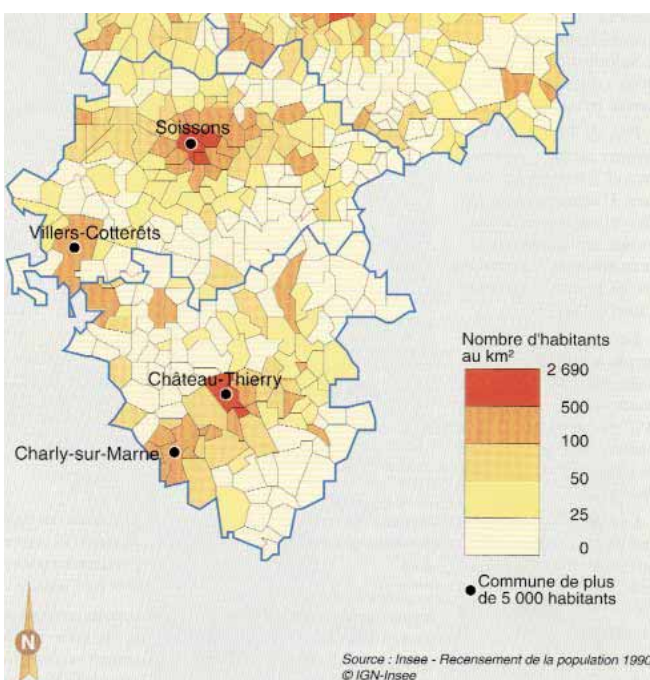 Soissons
Villers-Cotterêts
Château-Thierry
Charly-sur-Marne
Nombre d'habitants
au km²
2 690
500
100
50
25
0
Commune de plus
de 5 000 habitants
N
Source : Insee - Recensement de la population 1990
© IGN-Insee